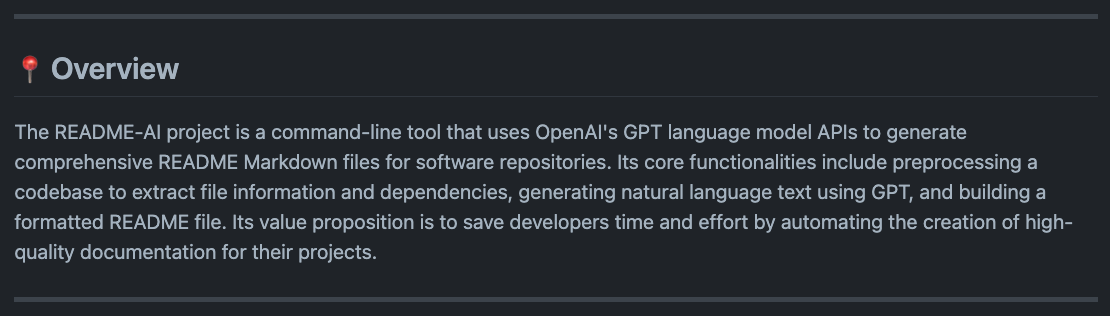 📍 Overview
The README-AI project is a command-line tool that uses OpenAI's GPT language model APIs to generate
comprehensive README Markdown files for software repositories. Its core functionalities include preprocessing a
codebase to extract file information and dependencies, generating natural language text using GPT, and building a
formatted README file. Its value proposition is to save developers time and effort by automating the creation of high-
quality documentation for their projects.